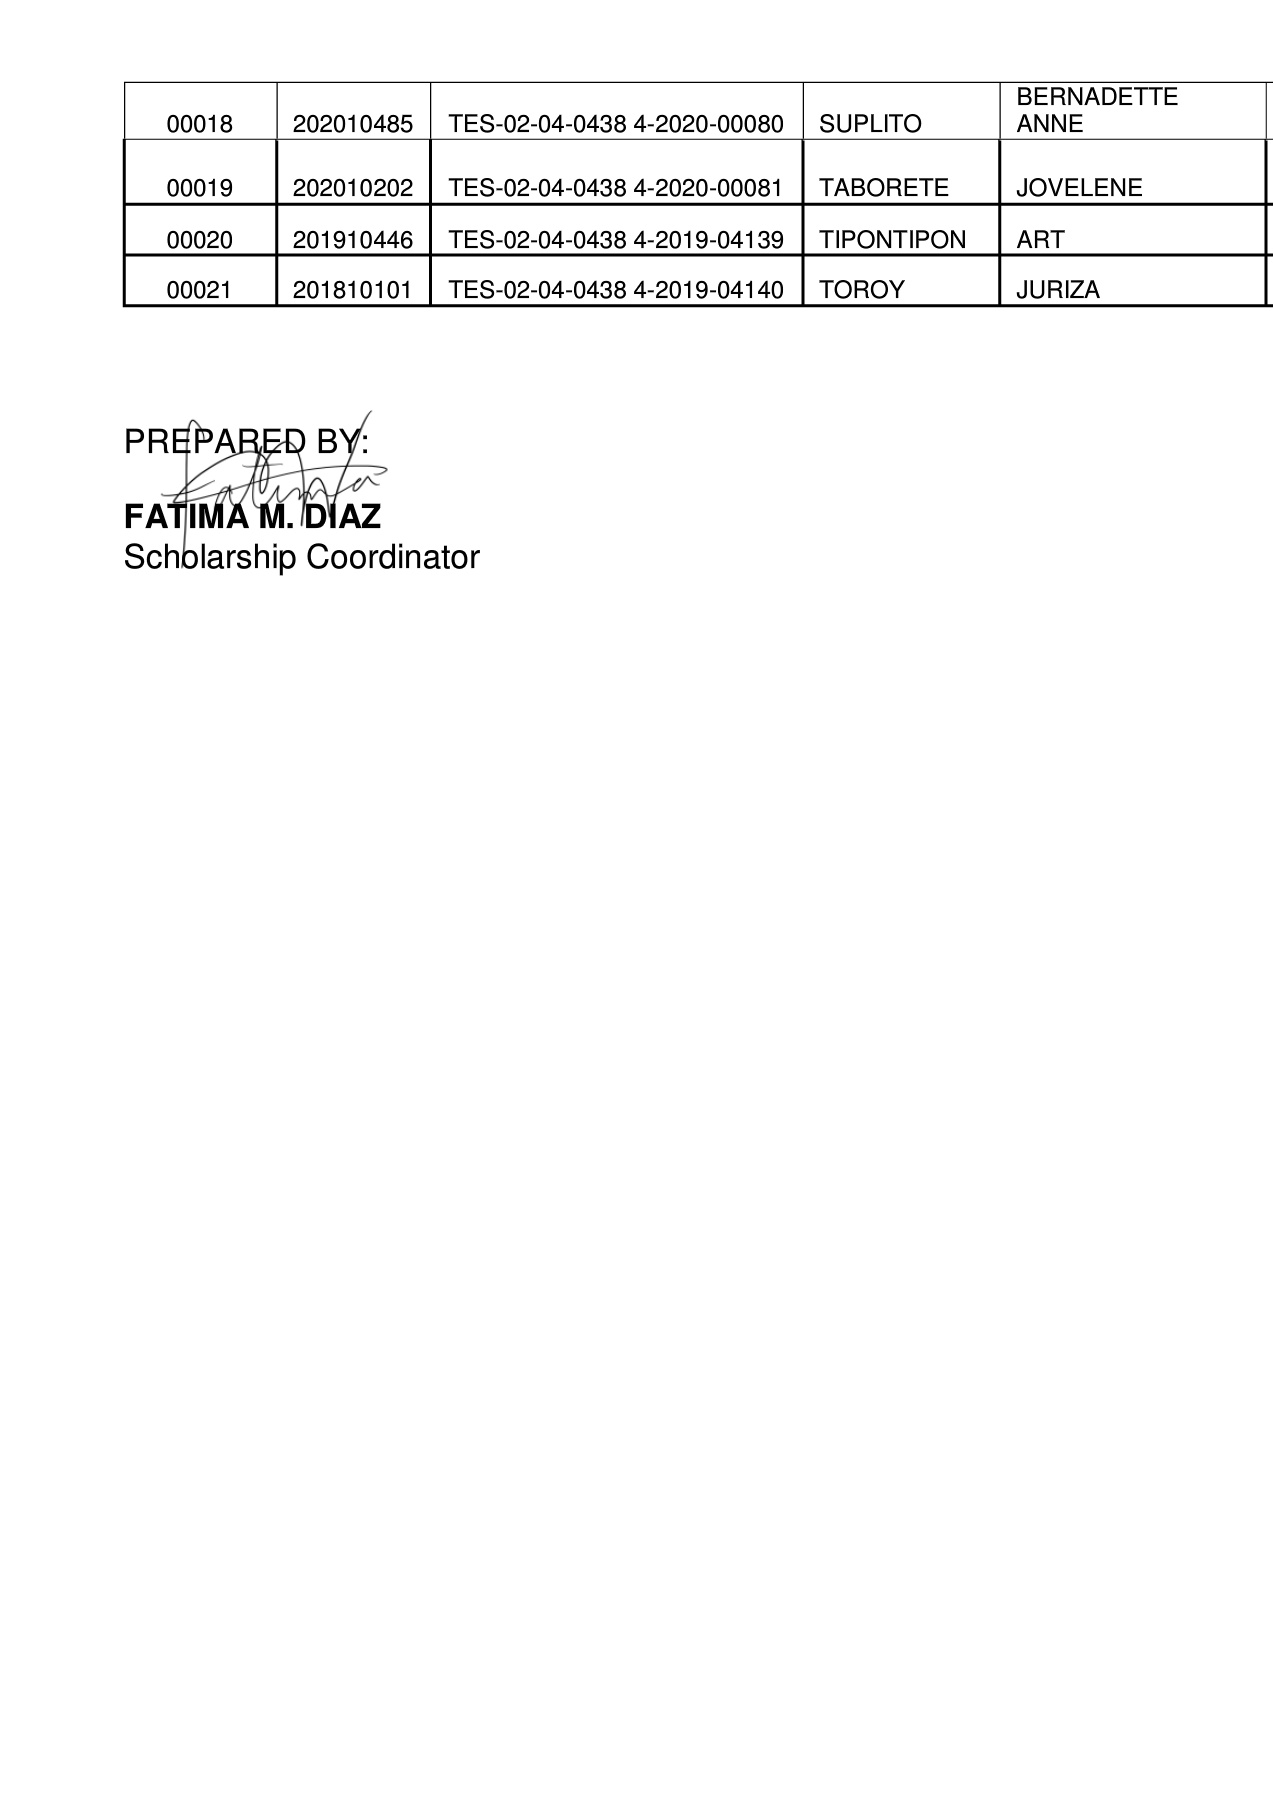 00018 202010485 TES-02-04-0438 4-2020-00080 SUPLITO BERNADETTE ANNE
00019 202010202 TES-02-04-0438 4-2020-00081 TABORETE JOVELENE
00020 201910446 TES-02-04-0438 4-2019-04139 TIPONTIPON ART
00021 201810101 TES-02-04-0438 4-2019-04140 TOROY JURIZA
PREPARED BY:
Fatima
FATIMA M. DIAZ
Scholarship Coordinator